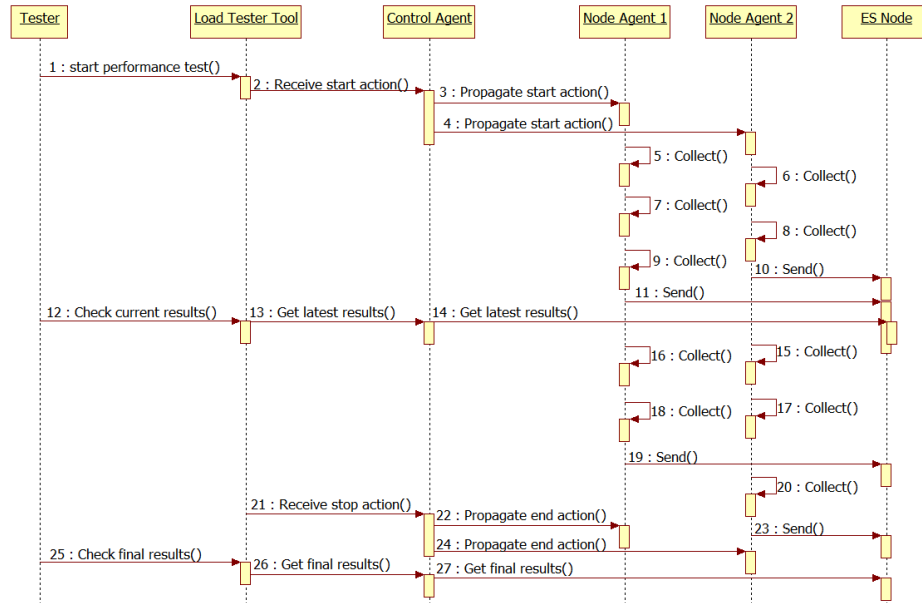 Tester
Load Tester Tool
Control Agent
Node Agent 1
Node Agent 2
ES Node
1 : start performance test()
2 : Receive start action()
3 : Propagate start action()
4 : Propagate start action()
5 : Collect()
6 : Collect()
7 : Collect()
8 : Collect()
9 : Collect()
10 : Send()
11 : Send()
12 : Check current results()
13 : Get latest results()
14 : Get latest results()
15 : Collect()
16 : Collect()
17 : Collect()
18 : Collect()
19 : Send()
20 : Collect()
21 : Receive stop action()
22 : Propagate end action()
23 : Send()
24 : Propagate end action()
25 : Check final results()
26 : Get final results()
27 : Get final results()